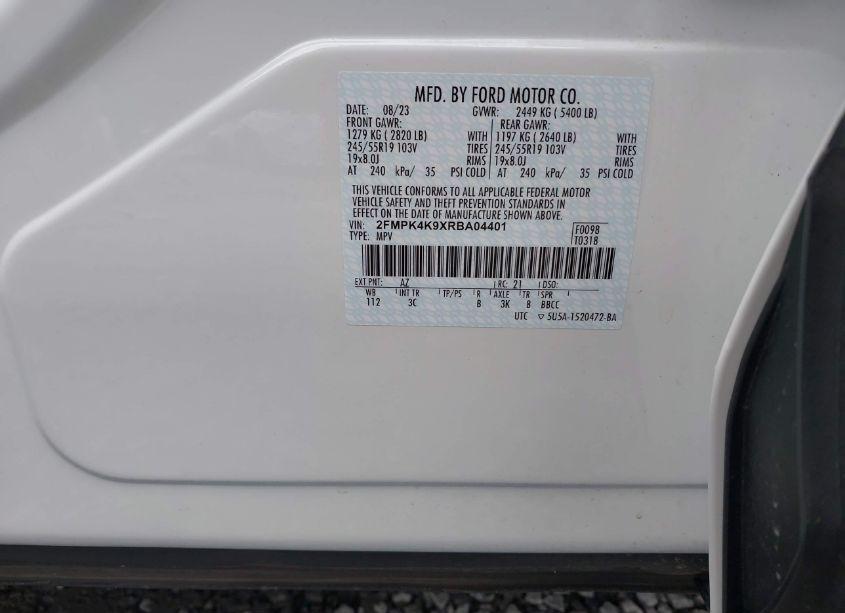 MFD. BY FORD MOTOR CO.
DATE: 08/23 GVWR: 2449 KG ( 5400 LB)
FRONT GAWR: REAR GAWR:
1279 KG ( 2820 LB) WITH 1197 KG ( 2640 LB) WITH
245/55R19 103V TIRES 245/55R19 103V TIRES
19x8.0J RIMS 19x8.0J RIMS
AT 240 kPa/ 35 PSI COLD AT 240 kPa/ 35 PSI COLD
THIS VEHICLE CONFORMS TO ALL APPLICABLE FEDERAL MOTOR
VEHICLE SAFETY AND THEFT PREVENTION STANDARDS IN
EFFECT ON THE DATE OF MANUFACTURE SHOWN ABOVE.
VIN: 2FMPK4K9XRBA04401 F0098
TYPE: MPV T0318
EXT PNT: AZ RC: 21 DSO:
WB INT TR TP/PS R AXLE TR SPR
112 3C B 3K B BBCC
UTC ▽ 5U5A-1520472-BA